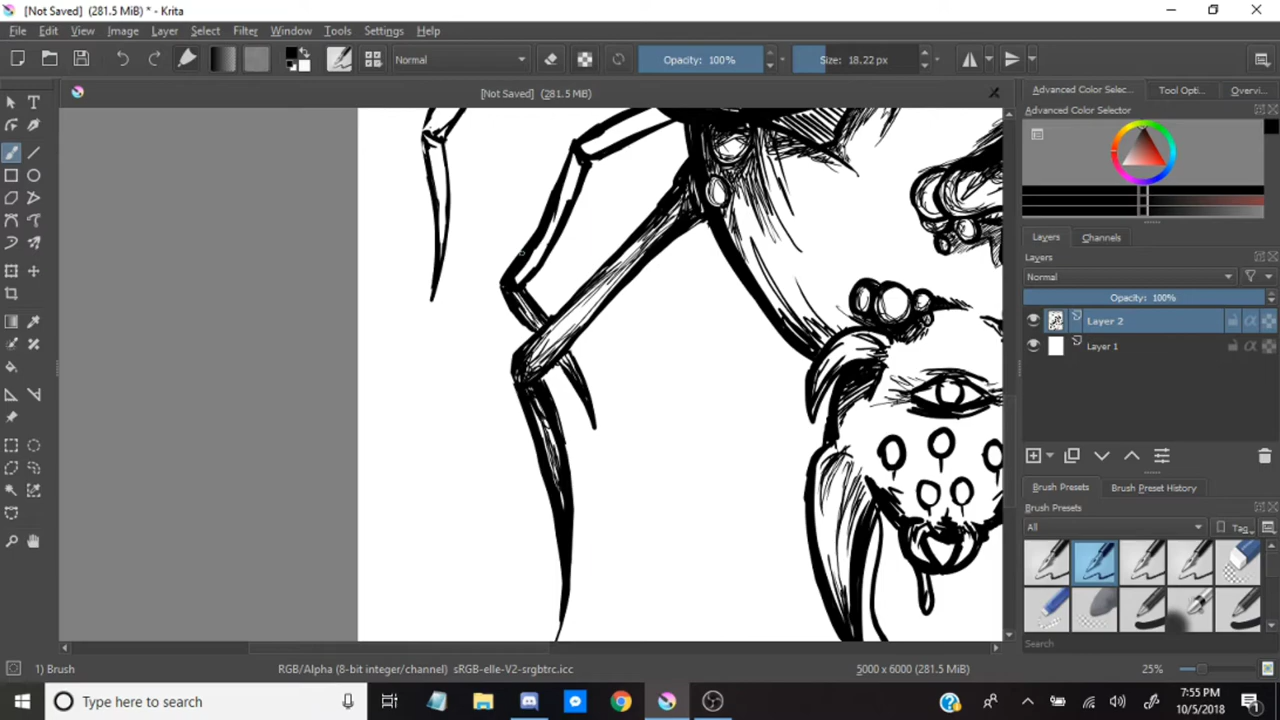 [Not Saved] (281.5 MiB) * - Krita
File Edit View Image Layer Select Filter Settings Tools Window Help
Normal Opacity: 100% Size: 18.22 px
[Not Saved] (281.5 MiB)
Advanced Color Selec... Tool Opti... Overvi...
Advanced Color Selector
Layers Channels
Layers
Normal
Opacity: 100%
Layer 2
Layer 1
Brush Presets Brush Preset History
Brush Presets
All Tag
Search
1) Brush RGB/Alpha (8-bit integer/channel) sRGB-elle-V2-srgbtrc.icc 5000 x 6000 (281.5 MiB) 25%
Type here to search
7:55 PM
10/5/2018